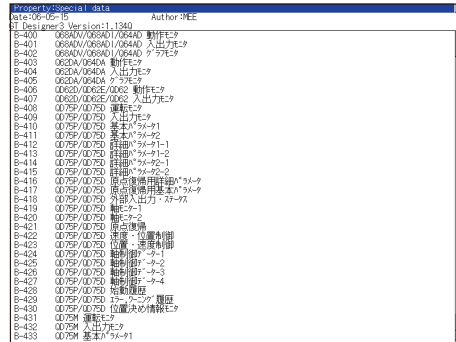 Property:Special data
Date:06-05-15 Author:MEE
GT Designer3 Version:1.134Q
B-400 Q68ADV/Q68ADI/Q64AD 動作ﾓﾆﾀ
B-401 Q68ADV/Q68ADI/Q64AD 入出力ﾓﾆﾀ
B-402 Q68ADV/Q68ADI/Q64AD ｸﾞﾗﾌﾓﾆﾀ
B-403 Q62DA/Q64DA 動作ﾓﾆﾀ
B-404 Q62DA/Q64DA 入出力ﾓﾆﾀ
B-405 Q62DA/Q64DA ｸﾞﾗﾌﾓﾆﾀ
B-406 QD62D/QD62E/QD62 動作ﾓﾆﾀ
B-407 QD62D/QD62E/QD62 入出力ﾓﾆﾀ
B-408 QD75P/QD75D 運転ﾓﾆﾀ
B-409 QD75P/QD75D 入出力ﾓﾆﾀ
B-410 QD75P/QD75D 基本ﾊﾟﾗﾒｰﾀ1
B-411 QD75P/QD75D 基本ﾊﾟﾗﾒｰﾀ2
B-412 QD75P/QD75D 詳細ﾊﾟﾗﾒｰﾀ1-1
B-413 QD75P/QD75D 詳細ﾊﾟﾗﾒｰﾀ1-2
B-414 QD75P/QD75D 詳細ﾊﾟﾗﾒｰﾀ2-1
B-415 QD75P/QD75D 詳細ﾊﾟﾗﾒｰﾀ2-2
B-416 QD75P/QD75D 原点復帰用詳細ﾊﾟﾗﾒｰﾀ
B-417 QD75P/QD75D 原点復帰用基本ﾊﾟﾗﾒｰﾀ
B-418 QD75P/QD75D 外部入出力・ｽﾃｰﾀｽ
B-419 QD75P/QD75D 軸ﾓﾆﾀ-1
B-420 QD75P/QD75D 軸ﾓﾆﾀ-2
B-421 QD75P/QD75D 原点復帰
B-422 QD75P/QD75D 速度・位置制御
B-423 QD75P/QD75D 位置・速度制御
B-424 QD75P/QD75D 軸制御ﾃﾞｰﾀ-1
B-425 QD75P/QD75D 軸制御ﾃﾞｰﾀ-2
B-426 QD75P/QD75D 軸制御ﾃﾞｰﾀ-3
B-427 QD75P/QD75D 軸制御ﾃﾞｰﾀ-4
B-428 QD75P/QD75D 始動履歴
B-429 QD75P/QD75D ｴﾗｰ,ﾜｰﾆﾝｸﾞ履歴
B-430 QD75P/QD75D 位置決め情報ﾓﾆﾀ
B-431 QD75M 運転ﾓﾆﾀ
B-432 QD75M 入出力ﾓﾆﾀ
B-433 QD75M 基本ﾊﾟﾗﾒｰﾀ1